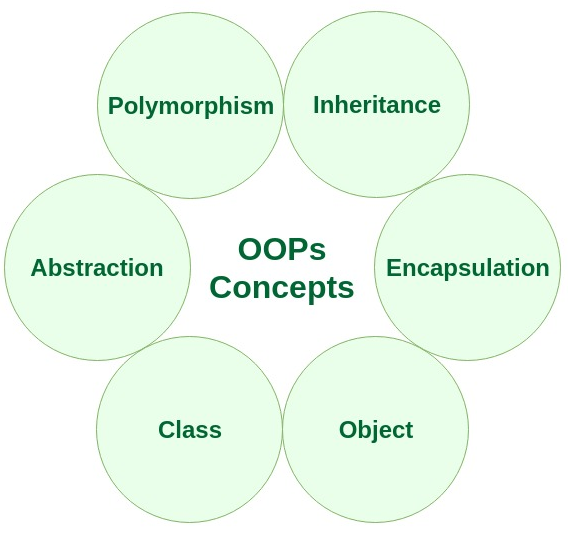 Polymorphism
Inheritance
Abstraction
OOPs
Concepts
Encapsulation
Class
Object